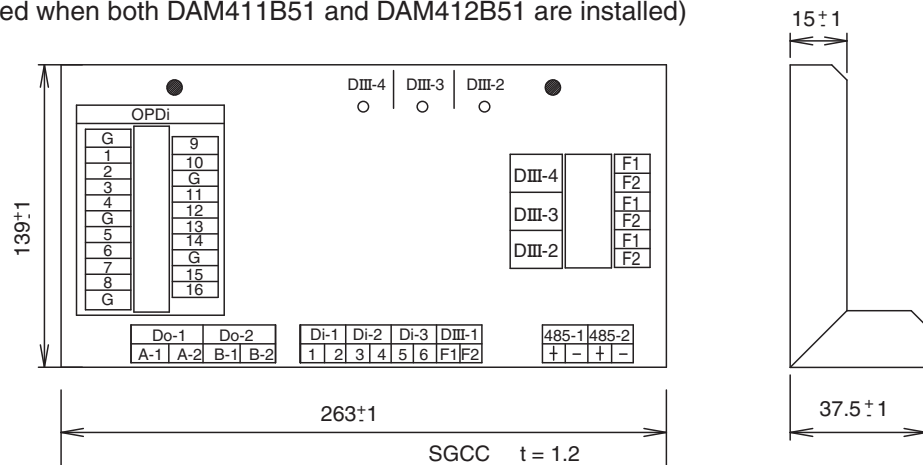 ed when both DAM411B51 and DAM412B51 are installed)
15±1
DⅢ-4 DⅢ-3 DⅢ-2
OPDi
G 9
1 10
2 G
3 11
4 12
G 13
5 14
6 G
7 15
8 16
G
DⅢ-4 F1
F2
DⅢ-3 F1
F2
DⅢ-2 F1
F2
139±1
Do-1 Do-2 Di-1 Di-2 Di-3 DⅢ-1 485-1 485-2
A-1 A-2 B-1 B-2 1 2 3 4 5 6 F1 F2 + − + −
263±1
37.5±1
SGCC t = 1.2